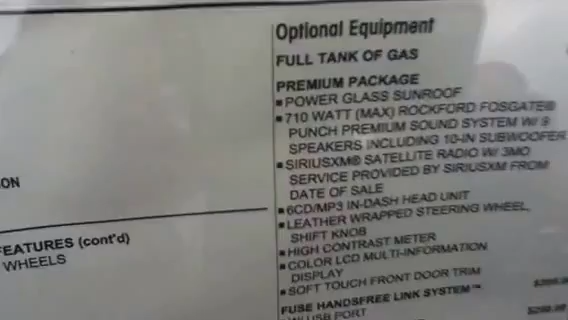 Optional Equipment
FULL TANK OF GAS
PREMIUM PACKAGE
▪POWER GLASS SUNROOF
▪710 WATT (MAX) ROCKFORD FOSGATE®
PUNCH PREMIUM SOUND SYSTEM W/ 9
SPEAKERS INCLUDING 10-IN SUBWOOFER
▪SIRIUSXM® SATELLITE RADIO W/ 3MO
SERVICE PROVIDED BY SIRIUSXM FROM
DATE OF SALE
▪6CD/MP3 IN-DASH HEAD UNIT
▪LEATHER WRAPPED STEERING WHEEL,
SHIFT KNOB
▪HIGH CONTRAST METER
▪COLOR LCD MULTI-INFORMATION
DISPLAY
▪SOFT TOUCH FRONT DOOR TRIM
FUSE HANDSFREE LINK SYSTEM™
W/USB PORT
ON
FEATURES (cont'd)
WHEELS